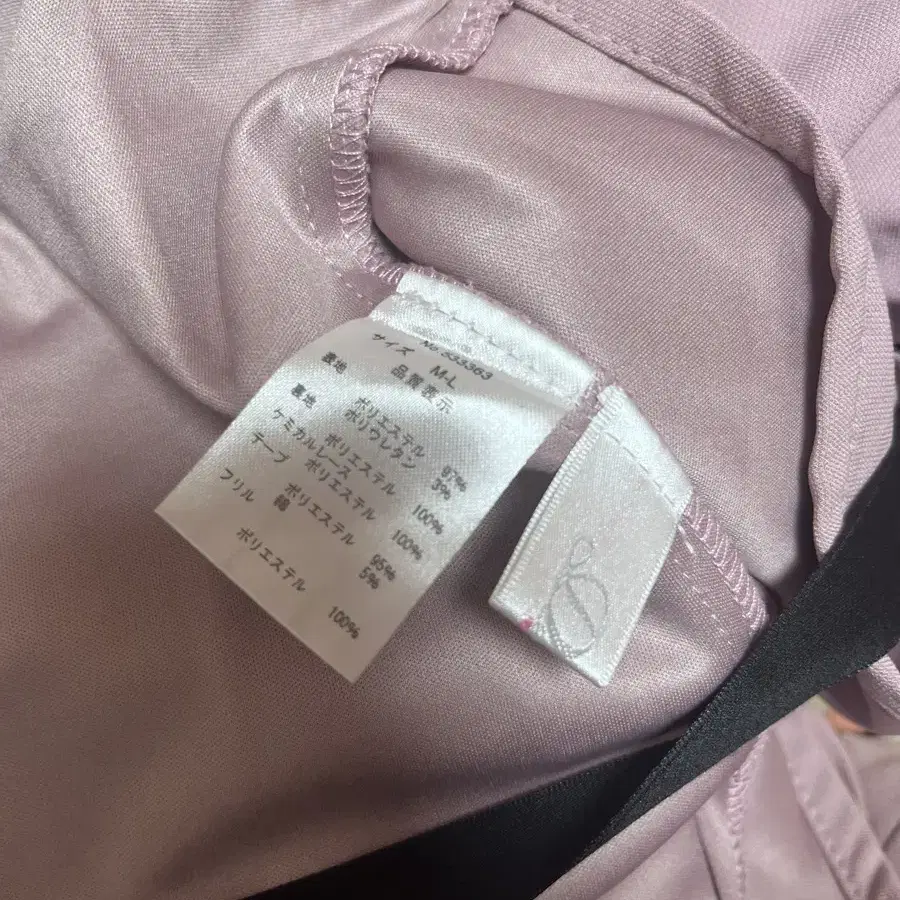 No.533363
サイズ M-L
品質表示
表地 ポリエステル 97%
ポリウレタン 3%
裏地 ポリエステル 100%
ケミカルレース ポリエステル 100%
テープ ポリエステル 95%
綿 5%
フリル ポリエステル 100%